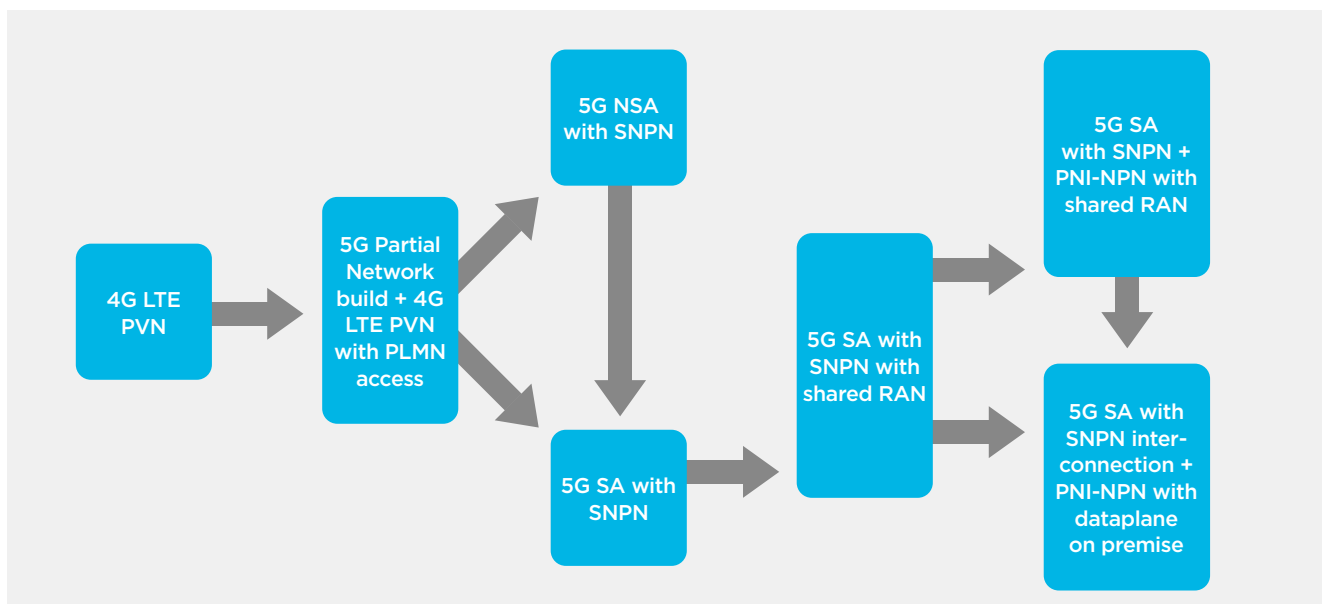 4G LTE
PVN
5G Partial
Network
build + 4G
LTE PVN
with PLMN
access
5G NSA
with SNPN
5G SA with
SNPN
5G SA with
SNPN with
shared RAN
5G SA
with SNPN +
PNI-NPN with
shared RAN
5G SA with
SNPN inter-
connection +
PNI-NPN with
dataplane
on premise